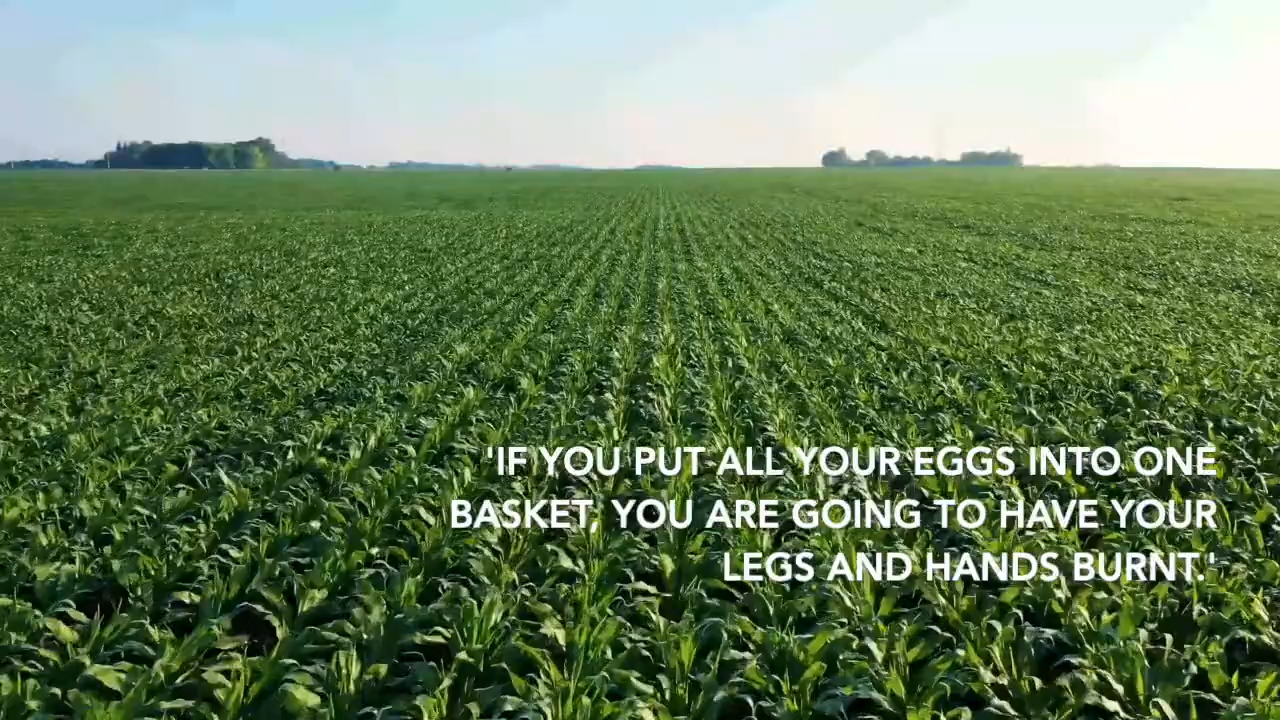 'IF YOU PUT ALL YOUR EGGS INTO ONE
BASKET, YOU ARE GOING TO HAVE YOUR
LEGS AND HANDS BURNT.'